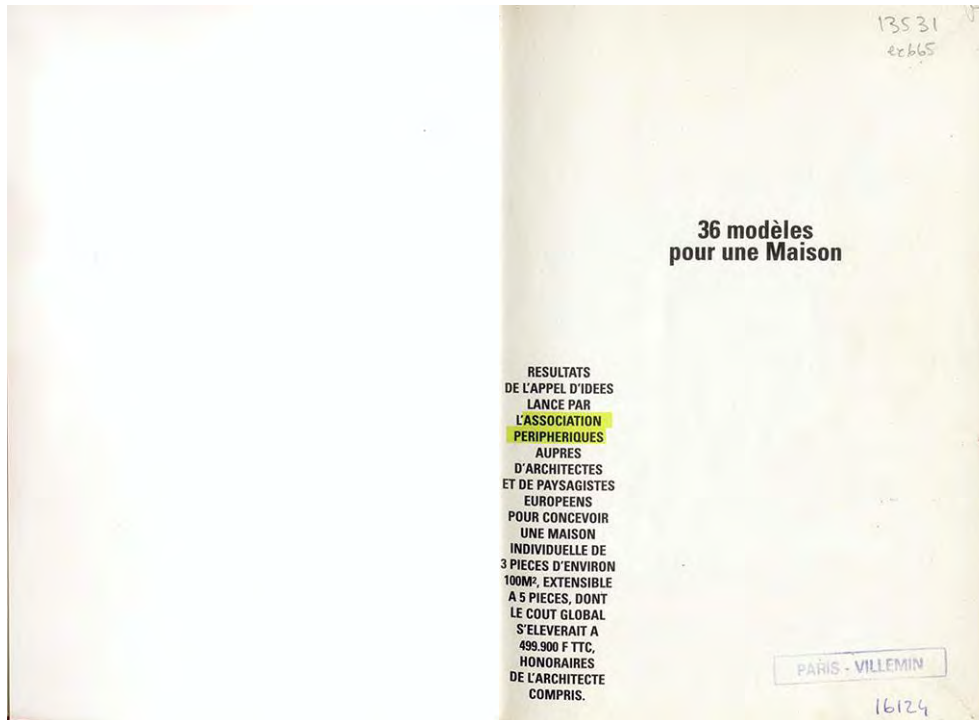 13531
36 modèles
pour une Maison
RESULTATS
DE L'APPEL D'IDEES
LANCE PAR
L'ASSOCIATION
PERIPHERIQUES
AUPRES
D'ARCHITECTES
ET DE PAYSAGISTES
EUROPEENS
POUR CONCEVOIR
UNE MAISON
INDIVIDUELLE DE
3 PIECES D'ENVIRON
100M², EXTENSIBLE
A 5 PIECES, DONT
LE COUT GLOBAL
S'ELEVERAIT A
499.900 F TTC,
HONORAIRES
DE L'ARCHITECTE
COMPRIS.
PARIS - VILLEMIN
16124